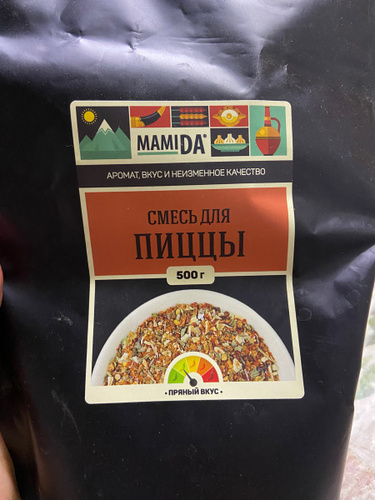 MAMIDA®
АРОМАТ, ВКУС И НЕИЗМЕННОЕ КАЧЕСТВО
СМЕСЬ ДЛЯ
ПИЦЦЫ
500 г
• ПРЯНЫЙ ВКУС •